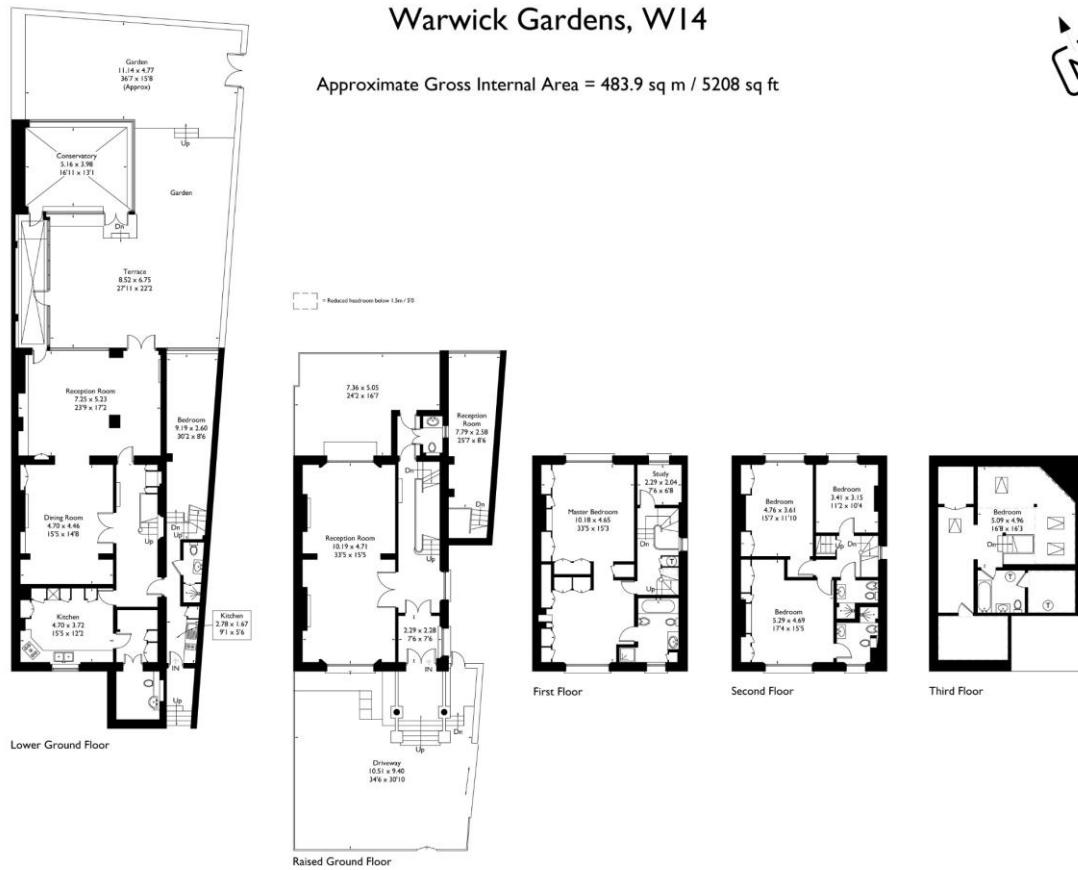 Warwick Gardens, W14
Approximate Gross Internal Area = 483.9 sq m / 5208 sq ft
Garden
11.14 x 4.77
36'7 x 15'8
(Approx)
Up
Conservatory
5.16 x 3.98
16'11 x 13'1
Garden
Dn
Terrace
8.52 x 6.75
27'11 x 22'2
Reception Room
7.25 x 5.23
23'9 x 17'2
Bedroom
9.19 x 2.60
30'2 x 8'6
Dining Room
4.70 x 4.46
15'5 x 14'8
Up
Dn
Up
Kitchen
4.70 x 3.72
15'5 x 12'2
Kitchen
2.78 x 1.67
9'1 x 5'6
IN
Up
Lower Ground Floor
= Reduced headroom below 1.5m / 5'0
7.36 x 5.05
24'2 x 16'7
Reception
Room
7.79 x 2.58
25'7 x 8'6
Dn
Dn
Reception Room
10.19 x 4.71
33'5 x 15'5
Up
2.29 x 2.28
7'6 x 7'6
IN
Dn
Up
Driveway
10.51 x 9.40
34'6 x 30'10
Raised Ground Floor
Study
2.29 x 2.04
7'6 x 6'8
Master Bedroom
10.18 x 4.65
33'5 x 15'3
Dn
T
Up
First Floor
Bedroom
4.76 x 3.61
15'7 x 11'10
Bedroom
3.41 x 3.15
11'2 x 10'4
Up
Dn
Bedroom
5.29 x 4.69
17'4 x 15'5
Second Floor
Bedroom
5.09 x 4.96
16'8 x 16'3
Dn
T
T
Third Floor